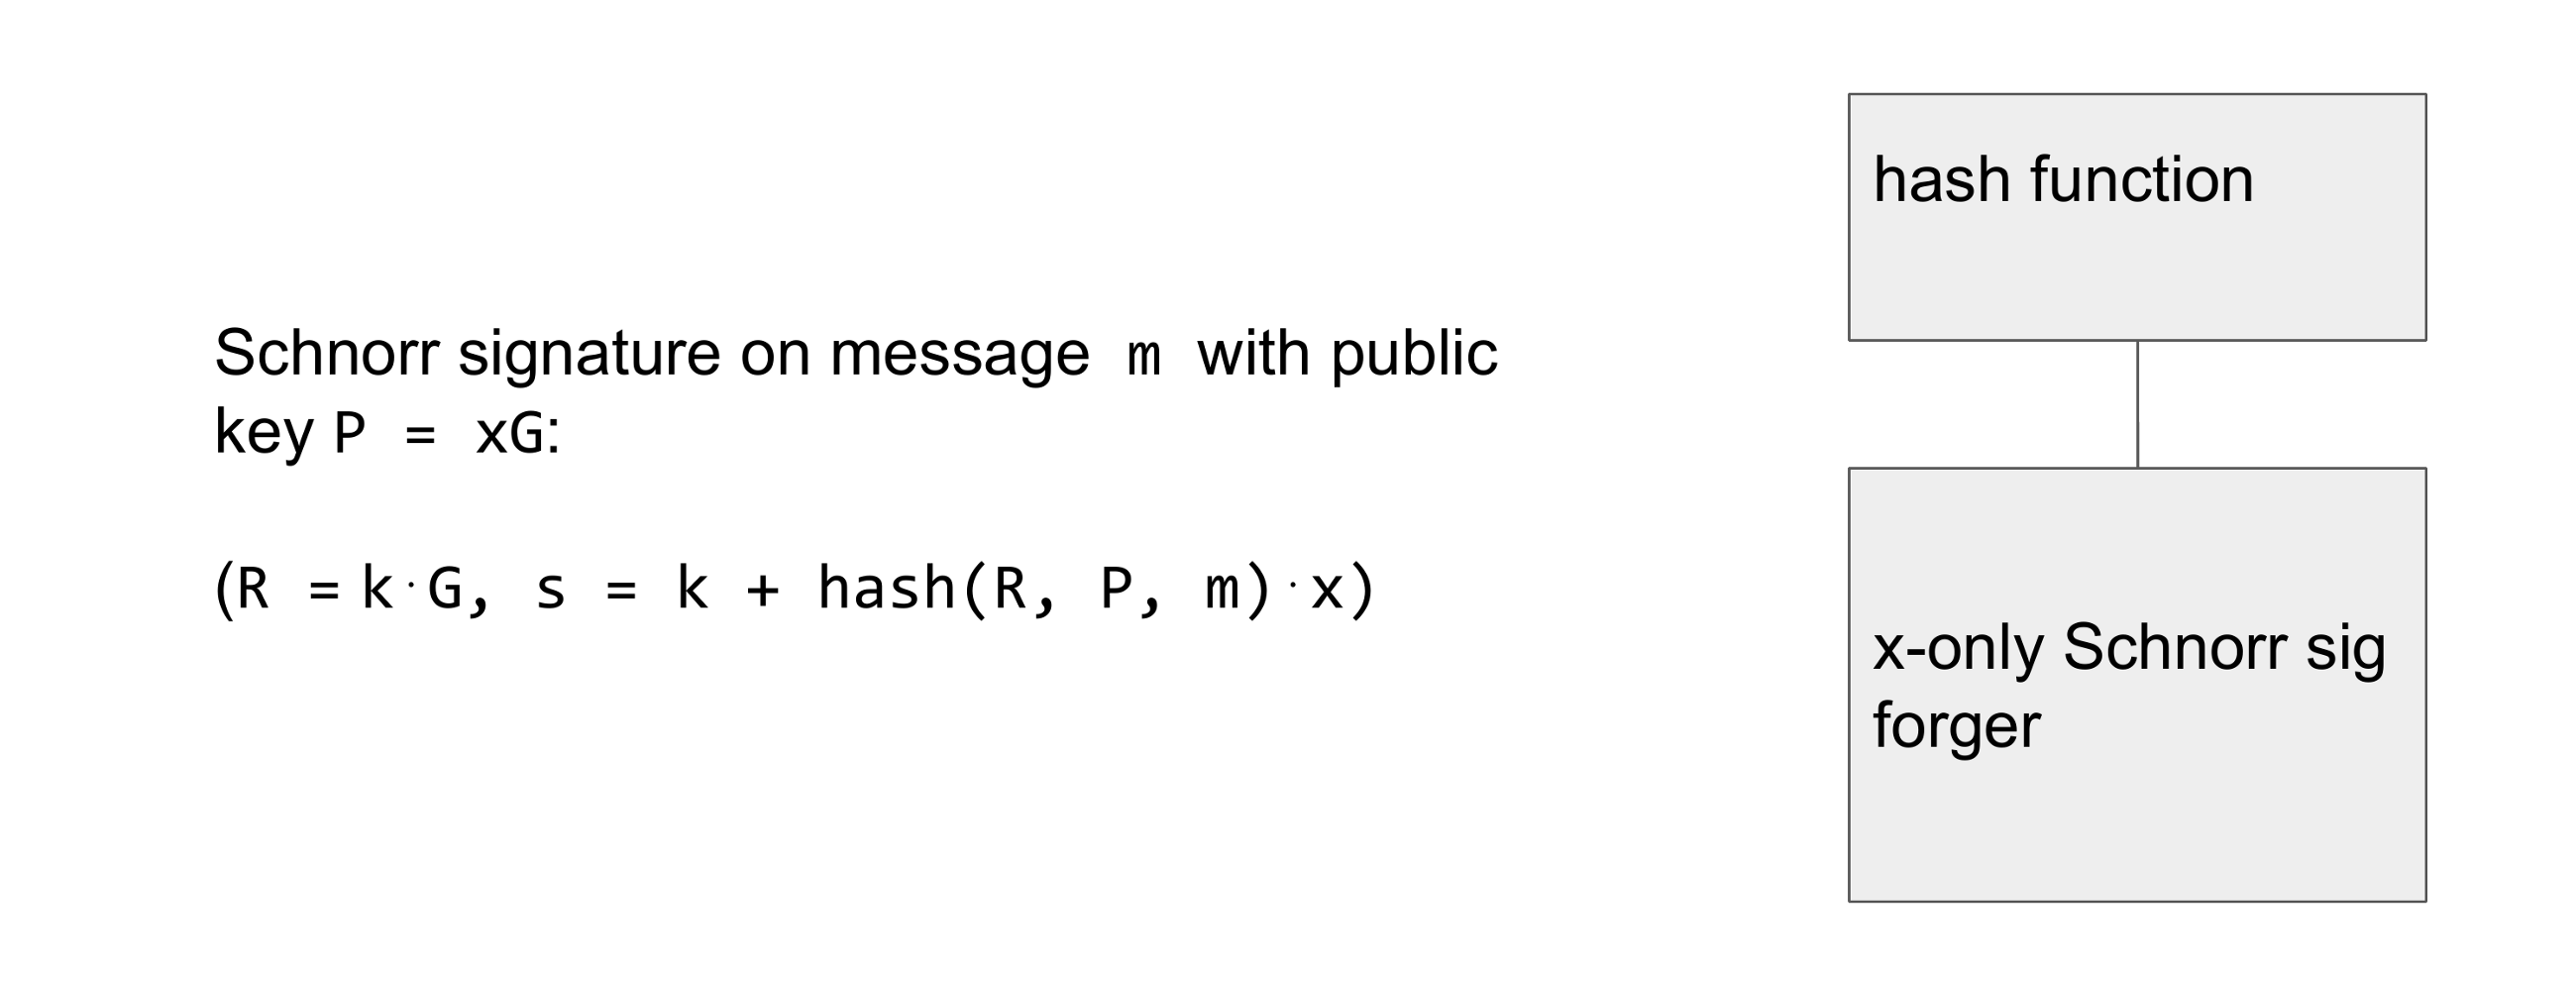 Schnorr signature on message m with public
key P = xG:
(R = k·G, s = k + hash(R, P, m)·x)
hash function
x-only Schnorr sig
forger